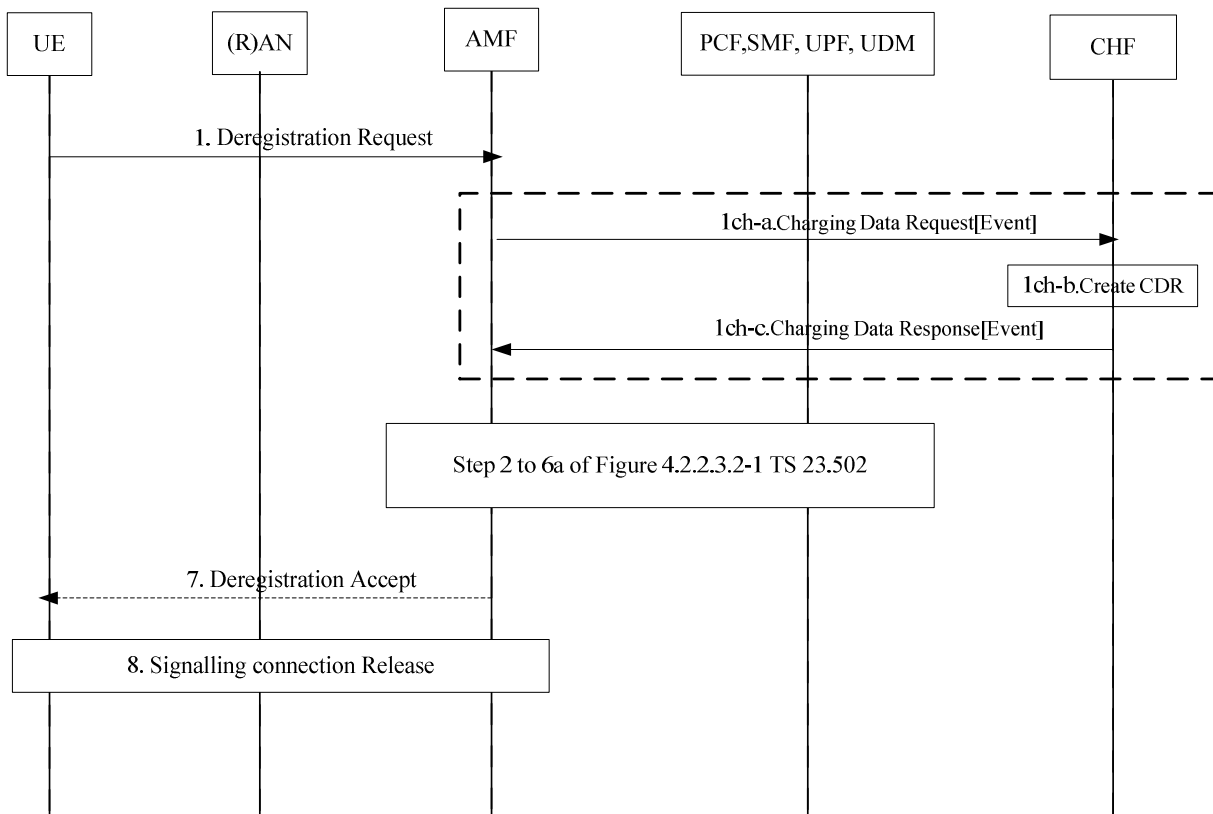 UE
(R)AN
AMF
PCF,SMF, UPF, UDM
CHF
1. Deregistration Request
1ch-a.Charging Data Request[Event]
1ch-b.Create CDR
1ch-c.Charging Data Response[Event]
Step 2 to 6a of Figure 4.2.2.3.2-1 TS 23.502
7. Deregistration Accept
8. Signalling connection Release